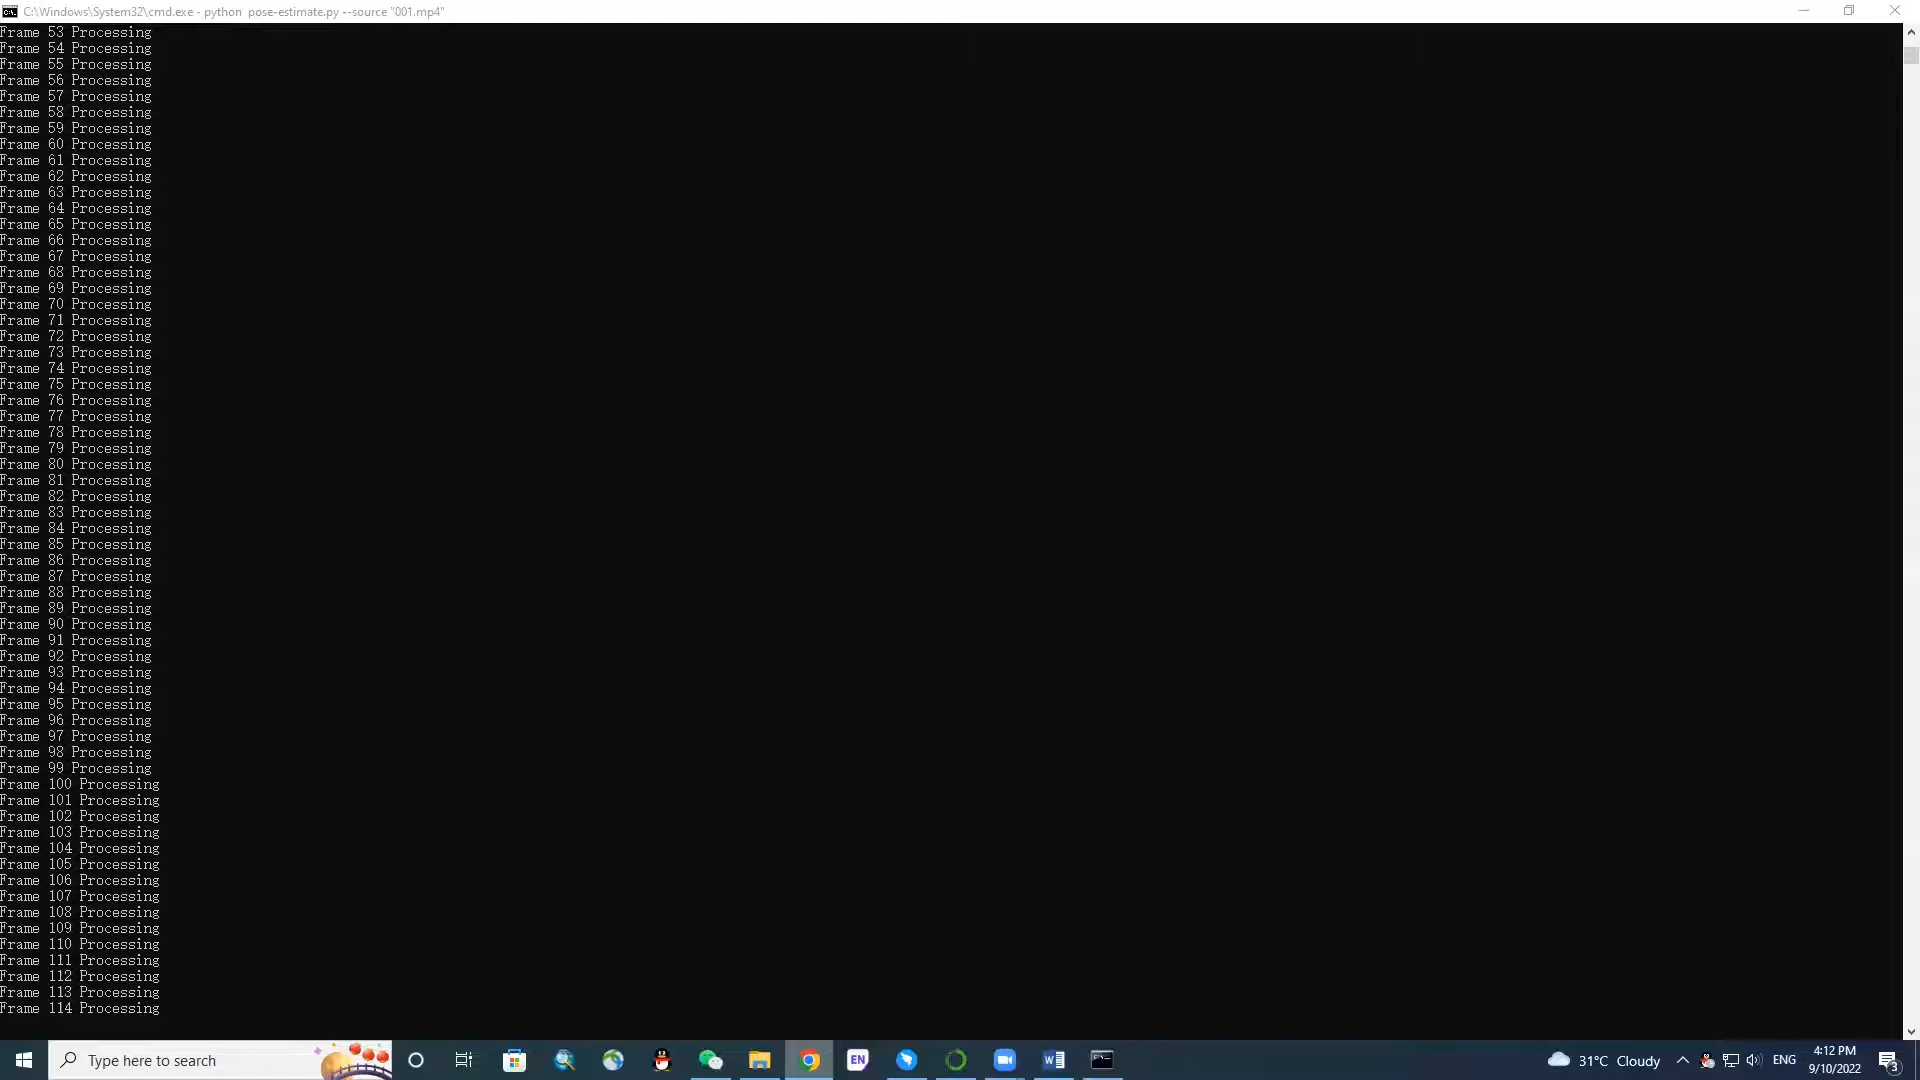 C:\Windows\System32\cmd.exe - python  pose-estimate.py --source "001.mp4"
Frame 53 Processing
Frame 54 Processing
Frame 55 Processing
Frame 56 Processing
Frame 57 Processing
Frame 58 Processing
Frame 59 Processing
Frame 60 Processing
Frame 61 Processing
Frame 62 Processing
Frame 63 Processing
Frame 64 Processing
Frame 65 Processing
Frame 66 Processing
Frame 67 Processing
Frame 68 Processing
Frame 69 Processing
Frame 70 Processing
Frame 71 Processing
Frame 72 Processing
Frame 73 Processing
Frame 74 Processing
Frame 75 Processing
Frame 76 Processing
Frame 77 Processing
Frame 78 Processing
Frame 79 Processing
Frame 80 Processing
Frame 81 Processing
Frame 82 Processing
Frame 83 Processing
Frame 84 Processing
Frame 85 Processing
Frame 86 Processing
Frame 87 Processing
Frame 88 Processing
Frame 89 Processing
Frame 90 Processing
Frame 91 Processing
Frame 92 Processing
Frame 93 Processing
Frame 94 Processing
Frame 95 Processing
Frame 96 Processing
Frame 97 Processing
Frame 98 Processing
Frame 99 Processing
Frame 100 Processing
Frame 101 Processing
Frame 102 Processing
Frame 103 Processing
Frame 104 Processing
Frame 105 Processing
Frame 106 Processing
Frame 107 Processing
Frame 108 Processing
Frame 109 Processing
Frame 110 Processing
Frame 111 Processing
Frame 112 Processing
Frame 113 Processing
Frame 114 Processing
Type here to search
EN
31°C Cloudy
ENG
4:12 PM
9/10/2022
3